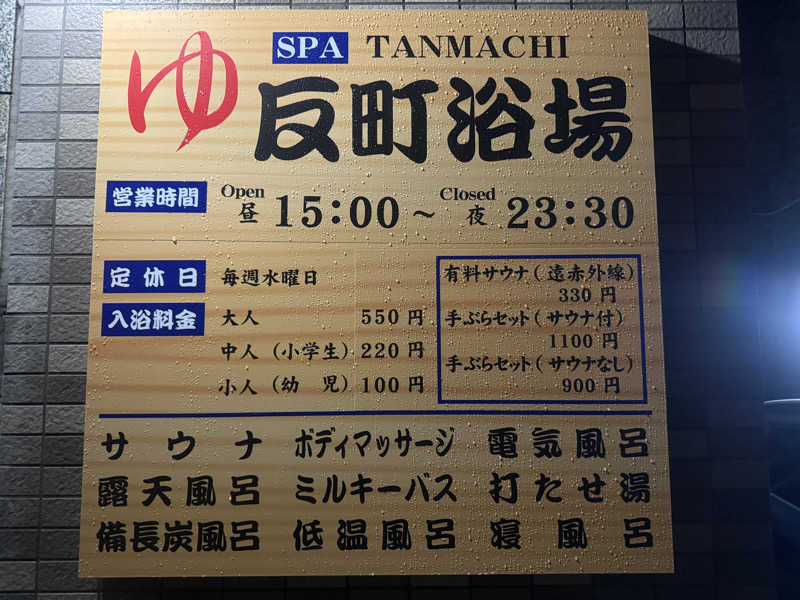 ゆ SPA TANMACHI
反町浴場
営業時間 Open 昼 15:00 ~ Closed 夜 23:30
定休日 毎週水曜日
入浴料金 大人 550円
中人(小学生) 220円
小人(幼児) 100円
有料サウナ(遠赤外線)
330円
手ぶらセット(サウナ付)
1100円
手ぶらセット(サウナなし)
900円
サウナ ボディマッサージ 電気風呂
露天風呂 ミルキーバス 打たせ湯
備長炭風呂 低温風呂 寝風呂